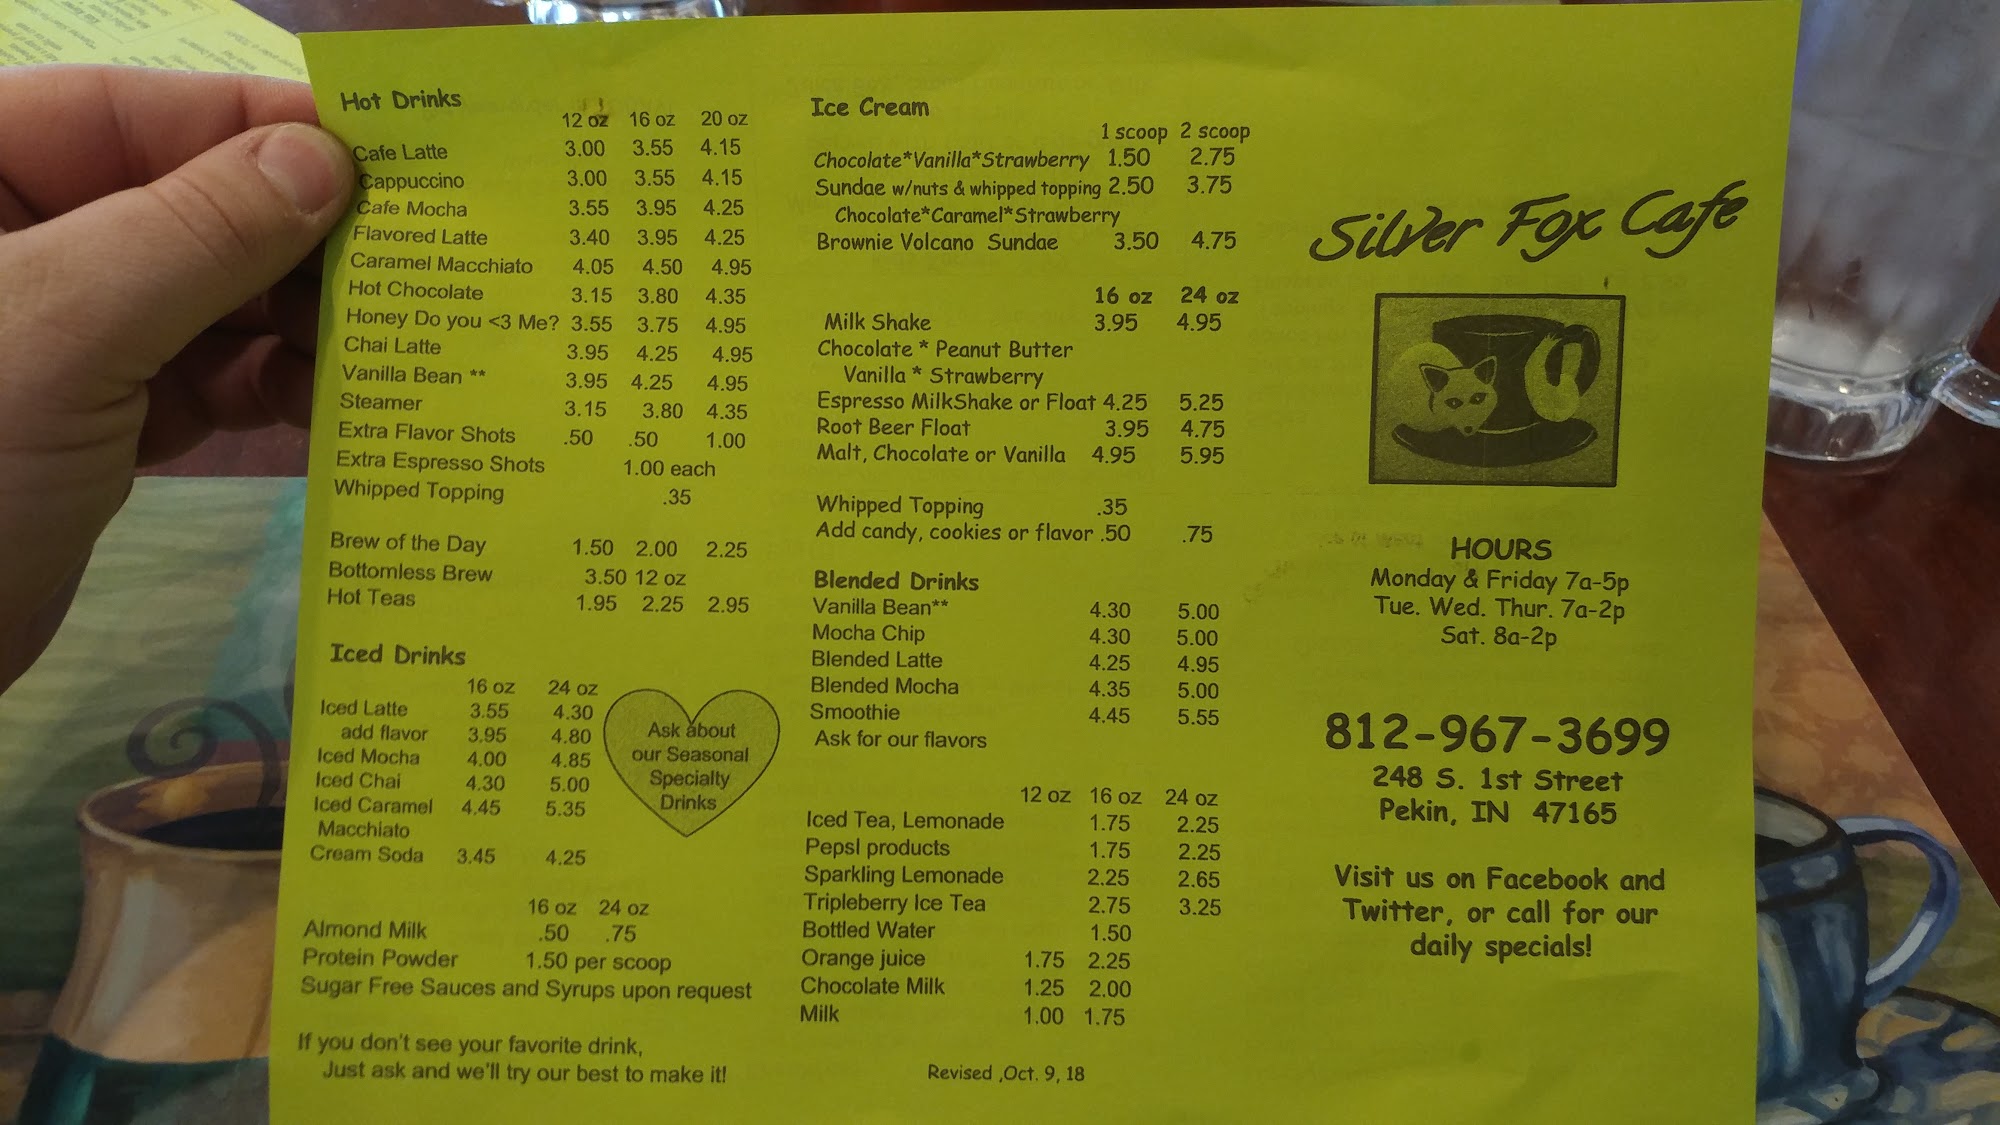 Hot Drinks
12 oz 16 oz 20 oz
Cafe Latte 3.00 3.55 4.15
Cappuccino 3.00 3.55 4.15
Cafe Mocha 3.55 3.95 4.25
Flavored Latte 3.40 3.95 4.25
Caramel Macchiato 4.05 4.50 4.95
Hot Chocolate 3.15 3.80 4.35
Honey Do you <3 Me? 3.55 3.75 4.95
Chai Latte 3.95 4.25 4.95
Vanilla Bean ** 3.95 4.25 4.95
Steamer 3.15 3.80 4.35
Extra Flavor Shots .50 .50 1.00
Extra Espresso Shots 1.00 each
Whipped Topping .35
Brew of the Day 1.50 2.00 2.25
Bottomless Brew 3.50 12 oz
Hot Teas 1.95 2.25 2.95
Iced Drinks
16 oz 24 oz
Iced Latte 3.55 4.30
add flavor 3.95 4.80
Iced Mocha 4.00 4.85
Iced Chai 4.30 5.00
Iced Caramel 4.45 5.35
Macchiato
Cream Soda 3.45 4.25
Ask about
our Seasonal
Specialty
Drinks
16 oz 24 oz
Almond Milk .50 .75
Protein Powder 1.50 per scoop
Sugar Free Sauces and Syrups upon request
If you don't see your favorite drink,
Just ask and we'll try our best to make it!
Ice Cream
1 scoop 2 scoop
Chocolate*Vanilla*Strawberry 1.50 2.75
Sundae w/nuts & whipped topping 2.50 3.75
Chocolate*Caramel*Strawberry
Brownie Volcano Sundae 3.50 4.75
16 oz 24 oz
Milk Shake 3.95 4.95
Chocolate * Peanut Butter
Vanilla * Strawberry
Espresso MilkShake or Float 4.25 5.25
Root Beer Float 3.95 4.75
Malt, Chocolate or Vanilla 4.95 5.95
Whipped Topping .35
Add candy, cookies or flavor .50 .75
Blended Drinks
Vanilla Bean** 4.30 5.00
Mocha Chip 4.30 5.00
Blended Latte 4.25 4.95
Blended Mocha 4.35 5.00
Smoothie 4.45 5.55
Ask for our flavors
12 oz 16 oz 24 oz
Iced Tea, Lemonade 1.75 2.25
PepsI products 1.75 2.25
Sparkling Lemonade 2.25 2.65
Tripleberry Ice Tea 2.75 3.25
Bottled Water 1.50
Orange juice 1.75 2.25
Chocolate Milk 1.25 2.00
Milk 1.00 1.75
Revised ,Oct. 9, 18
Silver Fox Cafe
HOURS
Monday & Friday 7a-5p
Tue. Wed. Thur. 7a-2p
Sat. 8a-2p
812-967-3699
248 S. 1st Street
Pekin, IN 47165
Visit us on Facebook and
Twitter, or call for our
daily specials!